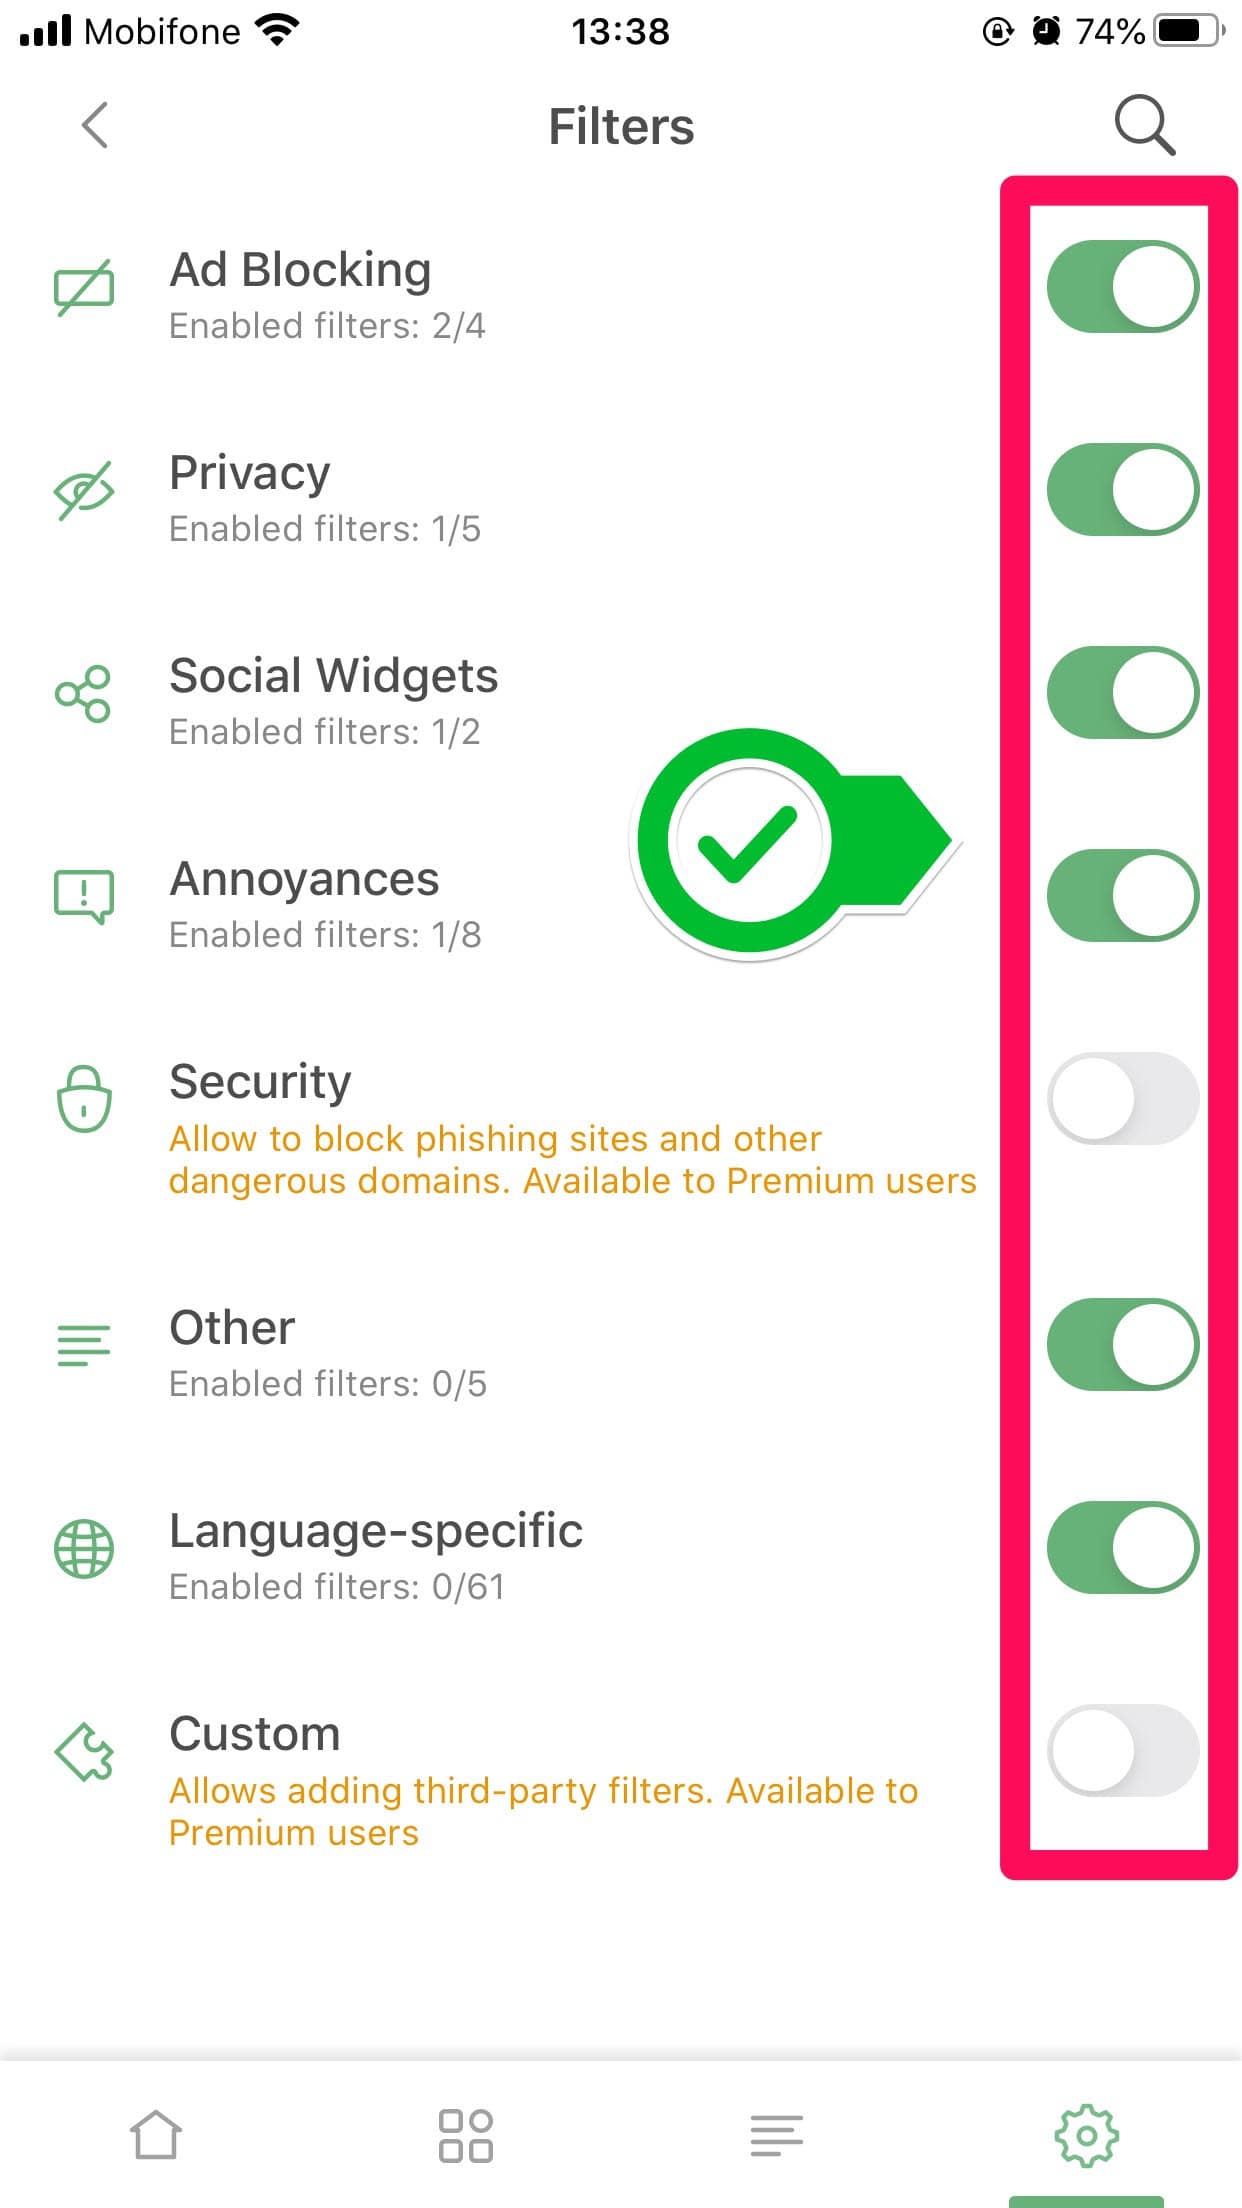 Mobifone 13:38 74%
Filters
Ad Blocking
Enabled filters: 2/4
Privacy
Enabled filters: 1/5
Social Widgets
Enabled filters: 1/2
Annoyances
Enabled filters: 1/8
Security
Allow to block phishing sites and other
dangerous domains. Available to Premium users
Other
Enabled filters: 0/5
Language-specific
Enabled filters: 0/61
Custom
Allows adding third-party filters. Available to
Premium users